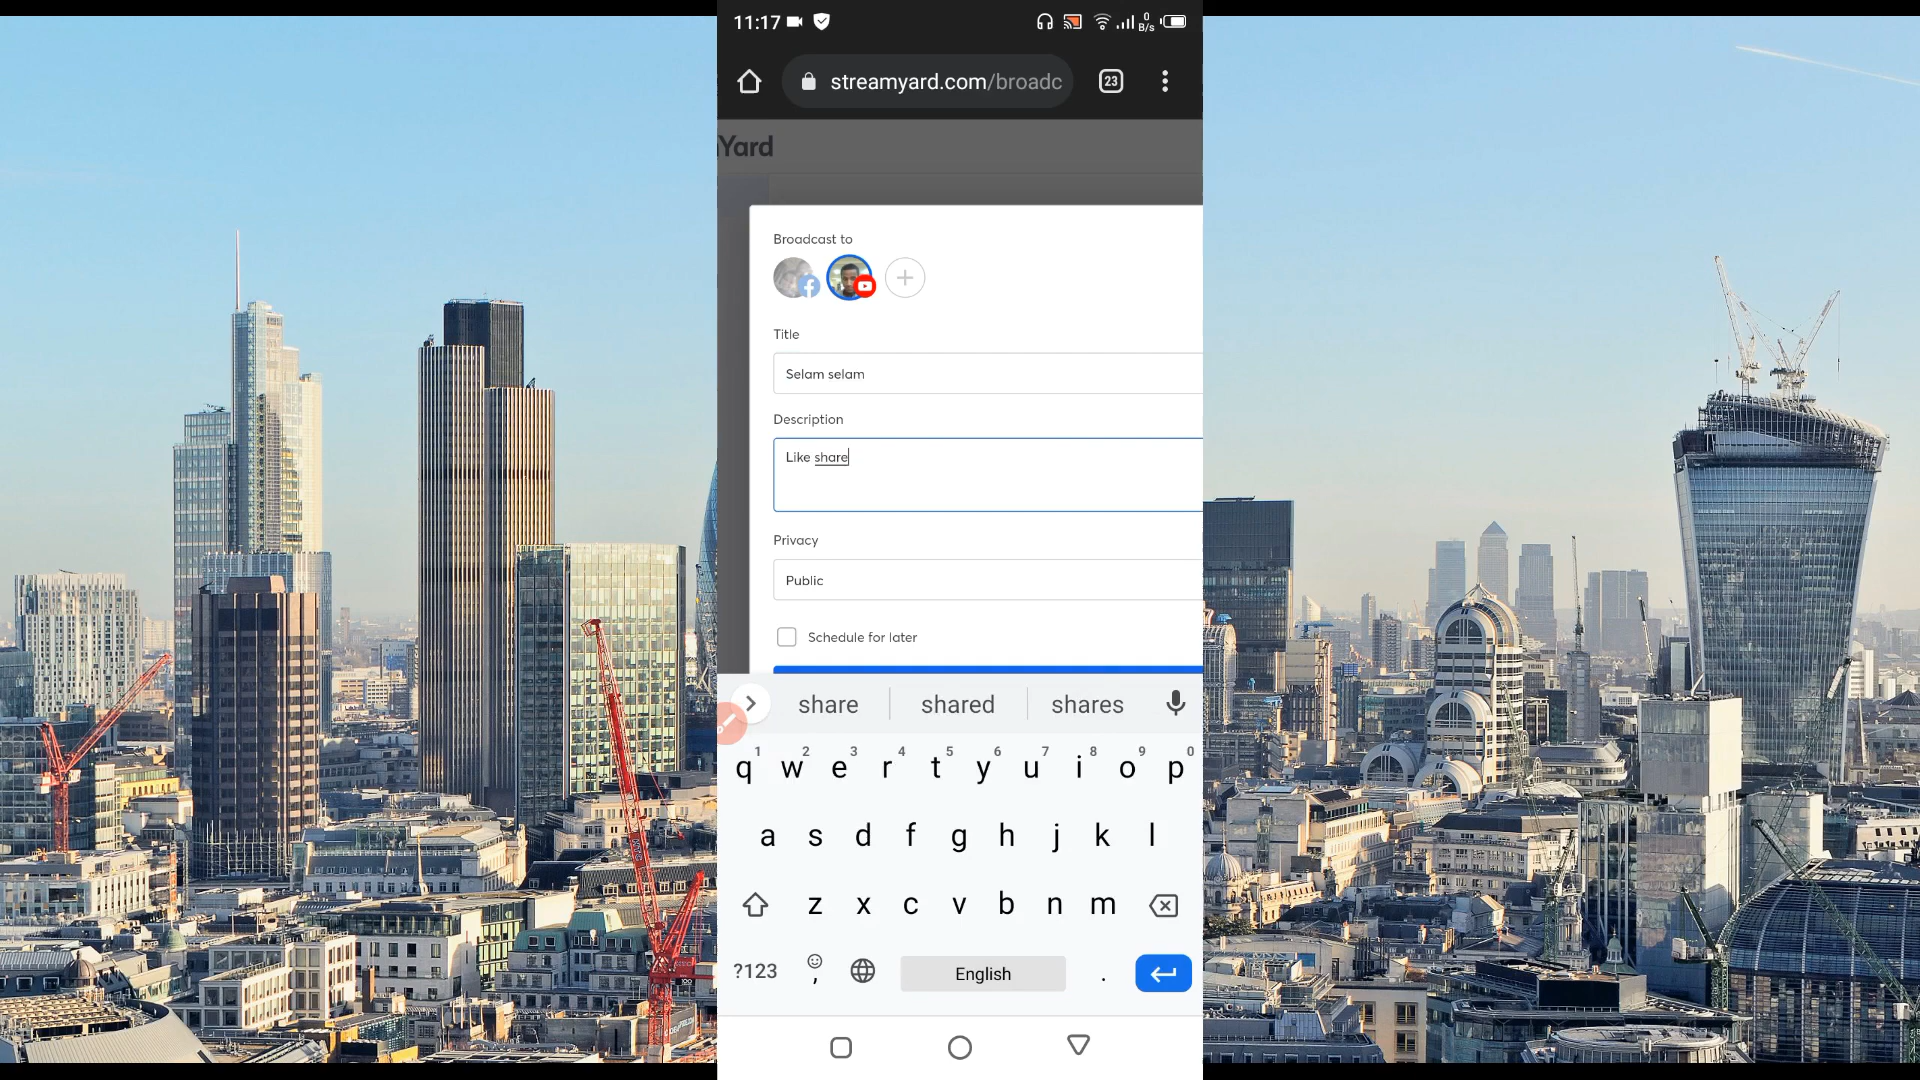 11:17
0
B/s
streamyard.com/broadc
23
Yard
Broadcast to
Title
Selam selam
Description
Like share
Privacy
Public
Schedule for later
share shared shares
1 2 3 4 5 6 7 8 9 0
q w e r t y u i o p
a s d f g h j k l
z x c v b n m
?123 , English .